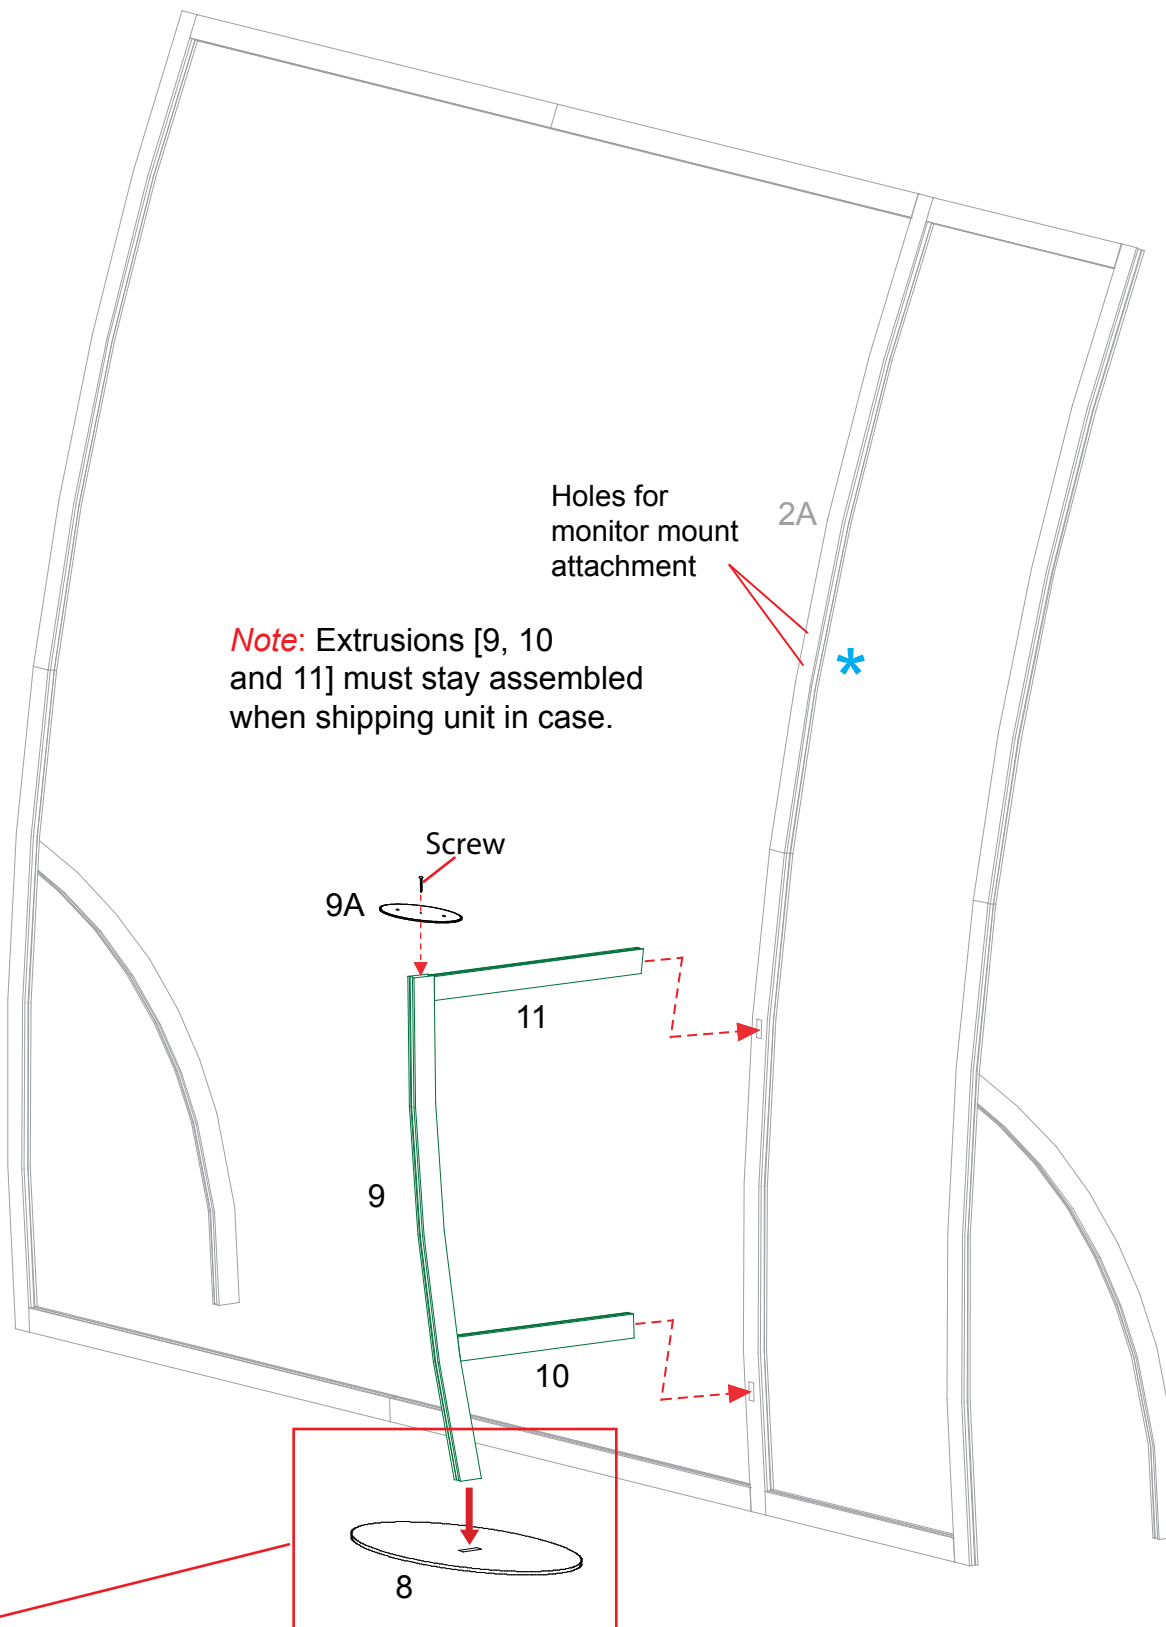 Holes for
monitor mount
attachment
2A
*
Note: Extrusions [9, 10
and 11] must stay assembled
when shipping unit in case.
Screw
9A
11
9
10
8